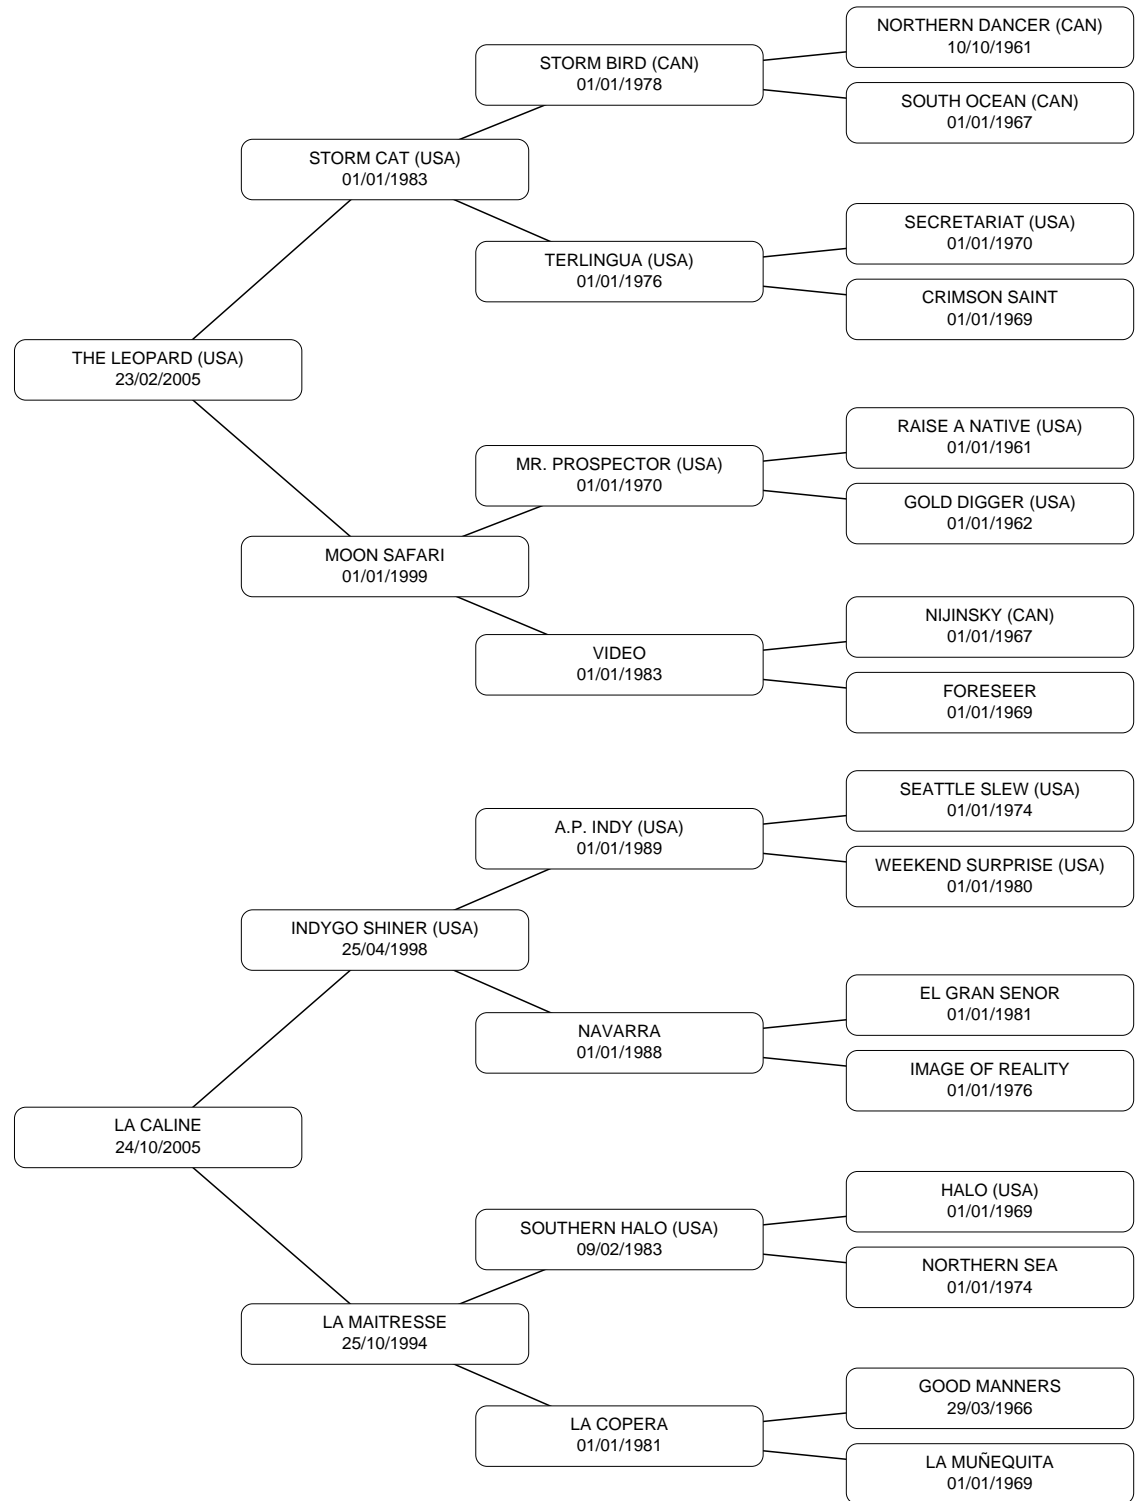 NORTHERN DANCER (CAN)
10/10/1961
STORM BIRD (CAN)
01/01/1978
SOUTH OCEAN (CAN)
01/01/1967
STORM CAT (USA)
01/01/1983
SECRETARIAT (USA)
01/01/1970
TERLINGUA (USA)
01/01/1976
CRIMSON SAINT
01/01/1969
THE LEOPARD (USA)
23/02/2005
RAISE A NATIVE (USA)
01/01/1961
MR. PROSPECTOR (USA)
01/01/1970
GOLD DIGGER (USA)
01/01/1962
MOON SAFARI
01/01/1999
NIJINSKY (CAN)
01/01/1967
VIDEO
01/01/1983
FORESEER
01/01/1969
SEATTLE SLEW (USA)
01/01/1974
A.P. INDY (USA)
01/01/1989
WEEKEND SURPRISE (USA)
01/01/1980
INDYGO SHINER (USA)
25/04/1998
EL GRAN SENOR
01/01/1981
NAVARRA
01/01/1988
IMAGE OF REALITY
01/01/1976
LA CALINE
24/10/2005
HALO (USA)
01/01/1969
SOUTHERN HALO (USA)
09/02/1983
NORTHERN SEA
01/01/1974
LA MAITRESSE
25/10/1994
GOOD MANNERS
29/03/1966
LA COPERA
01/01/1981
LA MUÑEQUITA
01/01/1969